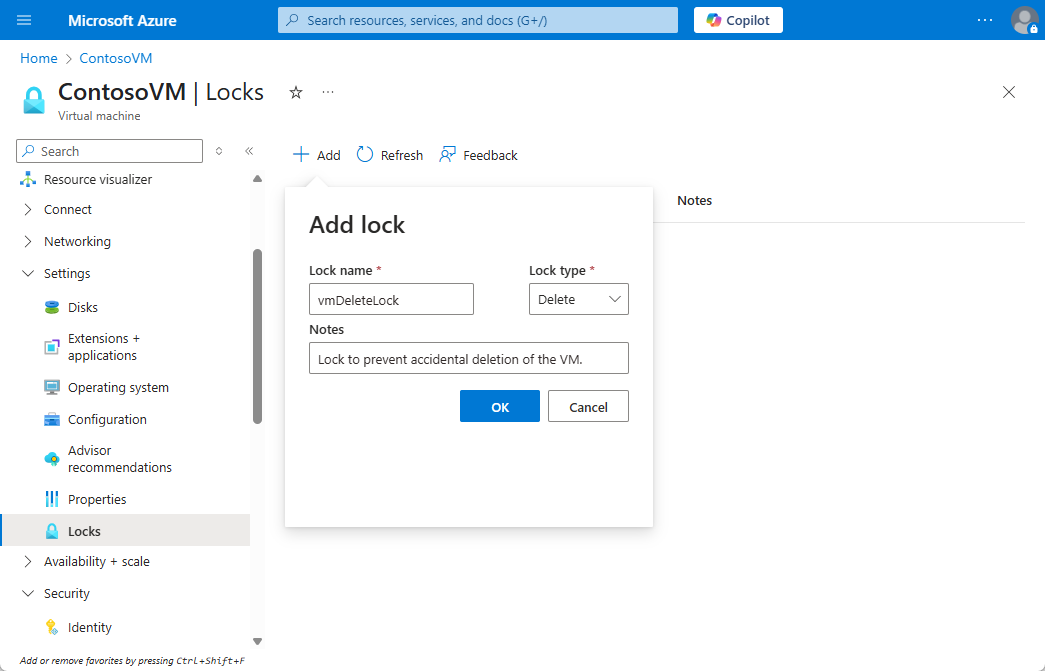 Microsoft Azure
Search resources, services, and docs (G+/)
Copilot
Home > ContosoVM
ContosoVM | Locks
Virtual machine
Search
Add
Refresh
Feedback
Resource visualizer
Connect
Networking
Settings
Disks
Extensions +
applications
Operating system
Configuration
Advisor
recommendations
Properties
Locks
Availability + scale
Security
Identity
Add or remove favorites by pressing Ctrl+Shift+F
Notes
Add lock
Lock name *
Lock type *
vmDeleteLock
Delete
Notes
Lock to prevent accidental deletion of the VM.
OK
Cancel